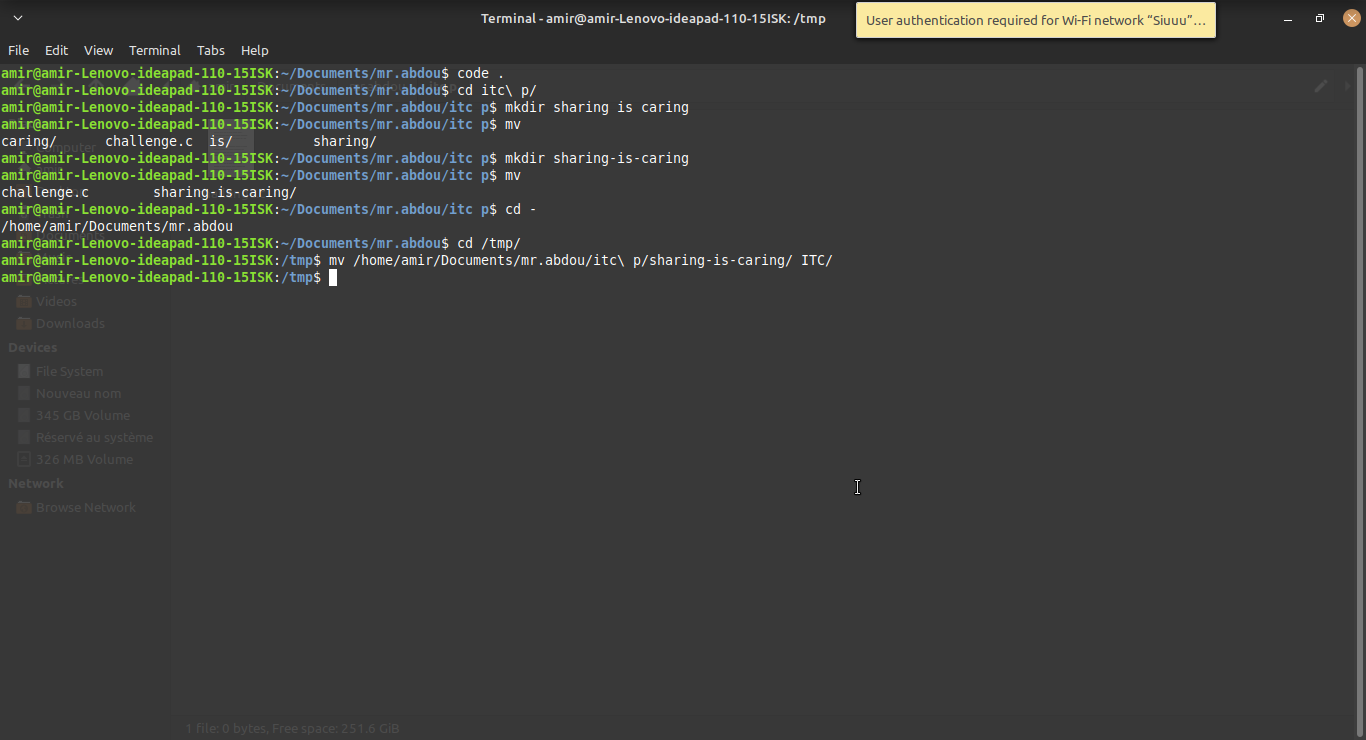 Terminal - amir@amir-Lenovo-ideapad-110-15ISK: /tmp
User authentication required for Wi-Fi network “Siuuu”…
File Edit View Terminal Tabs Help
amir@amir-Lenovo-ideapad-110-15ISK:~/Documents/mr.abdou$ code .
amir@amir-Lenovo-ideapad-110-15ISK:~/Documents/mr.abdou$ cd itc\ p/
amir@amir-Lenovo-ideapad-110-15ISK:~/Documents/mr.abdou/itc p$ mkdir sharing is caring
amir@amir-Lenovo-ideapad-110-15ISK:~/Documents/mr.abdou/itc p$ mv
caring/ challenge.c is/ sharing/
amir@amir-Lenovo-ideapad-110-15ISK:~/Documents/mr.abdou/itc p$ mkdir sharing-is-caring
amir@amir-Lenovo-ideapad-110-15ISK:~/Documents/mr.abdou/itc p$ mv
challenge.c sharing-is-caring/
amir@amir-Lenovo-ideapad-110-15ISK:~/Documents/mr.abdou/itc p$ cd -
/home/amir/Documents/mr.abdou
amir@amir-Lenovo-ideapad-110-15ISK:~/Documents/mr.abdou$ cd /tmp/
amir@amir-Lenovo-ideapad-110-15ISK:/tmp$ mv /home/amir/Documents/mr.abdou/itc\ p/sharing-is-caring/ ITC/
amir@amir-Lenovo-ideapad-110-15ISK:/tmp$
Videos
Downloads
Devices
File System
Nouveau nom
345 GB Volume
Réservé au système
326 MB Volume
Network
Browse Network
1 file: 0 bytes, Free space: 251.6 GiB